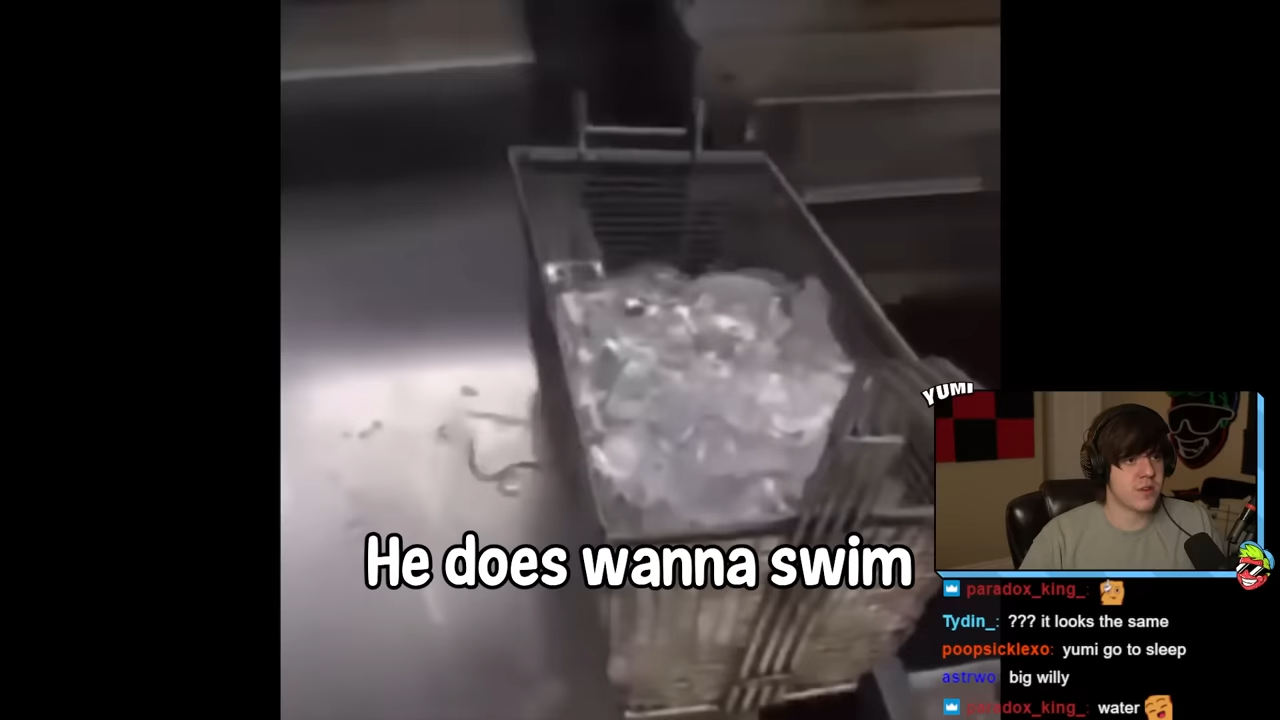 He does wanna swim
YUMI
paradox_king_:
Tydin_: ??? it looks the same
poopsicklexo: yumi go to sleep
astrwo big willy
paradox_king_: water